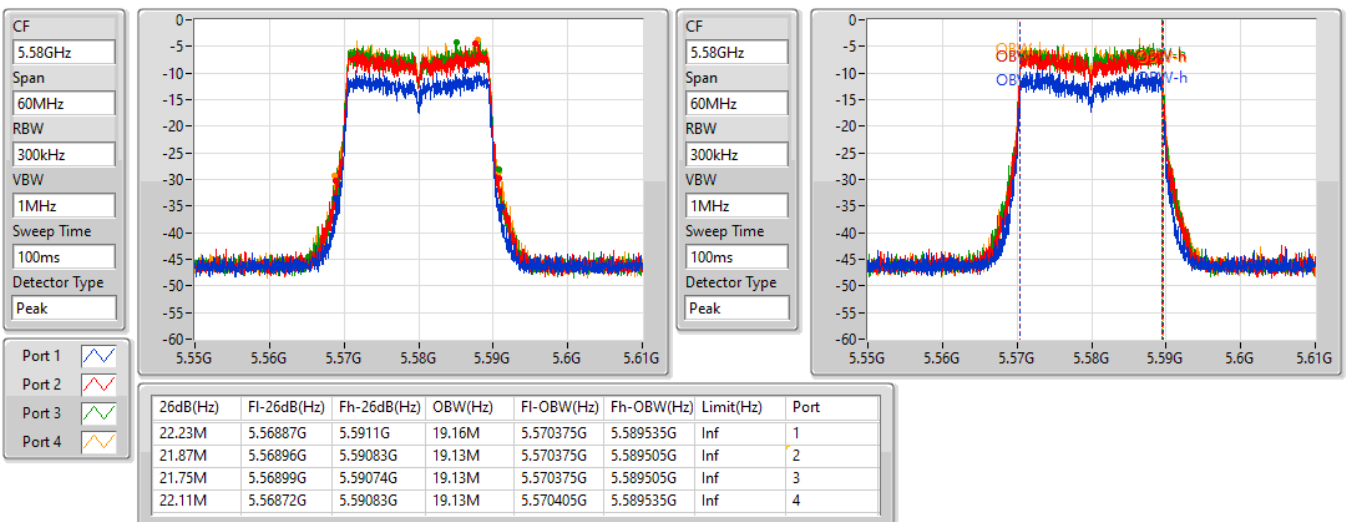 CF
5.58GHz
Span
60MHz
RBW
300kHz
VBW
1MHz
Sweep Time
100ms
Detector Type
Peak
0-
-5-
-10-
-15-
-20-
-25-
-30-
-35-
-40-
-45-
-50-
-55-
-60-
5.55G 5.56G 5.57G 5.58G 5.59G 5.6G 5.61G
CF
5.58GHz
Span
60MHz
RBW
300kHz
VBW
1MHz
Sweep Time
100ms
Detector Type
Peak
0-
-5-
-10-
-15-
-20-
-25-
-30-
-35-
-40-
-45-
-50-
-55-
-60-
5.55G 5.56G 5.57G 5.58G 5.59G 5.6G 5.61G
Port 1
Port 2
Port 3
Port 4
26dB(Hz) Fl-26dB(Hz) Fh-26dB(Hz) OBW(Hz) Fl-OBW(Hz) Fh-OBW(Hz) Limit(Hz) Port
22.23M 5.56887G 5.5911G 19.16M 5.570375G 5.589535G Inf 1
21.87M 5.56896G 5.59083G 19.13M 5.570375G 5.589505G Inf 2
21.75M 5.56899G 5.59074G 19.13M 5.570375G 5.589505G Inf 3
22.11M 5.56872G 5.59083G 19.13M 5.570405G 5.589535G Inf 4